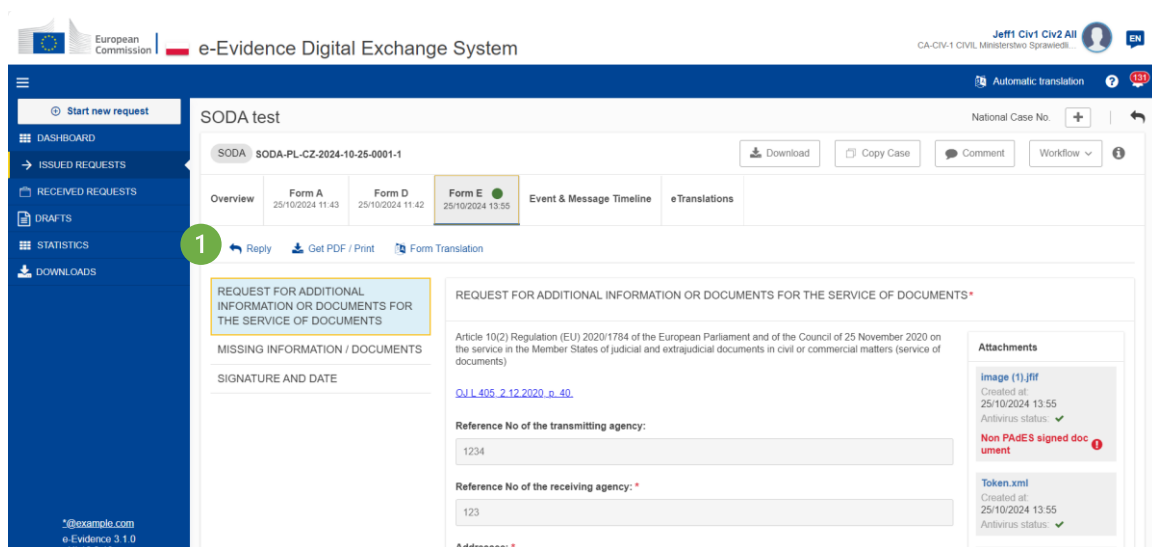 European
Commission
e-Evidence Digital Exchange System
Jeff1 Civ1 Civ2 All
CA-CIV-1 CIVIL Ministerstwo Sprawiedli...
EN
Automatic translation
?
131
Start new request
DASHBOARD
ISSUED REQUESTS
RECEIVED REQUESTS
DRAFTS
STATISTICS
DOWNLOADS
*@example.com
e-Evidence 3.1.0
SODA test
National Case No.
+
SODA SODA-PL-CZ-2024-10-25-0001-1
Download
Copy Case
Comment
Workflow
Overview
Form A
25/10/2024 11:43
Form D
25/10/2024 11:42
Form E
25/10/2024 13:55
Event & Message Timeline
eTranslations
1
Reply
Get PDF / Print
Form Translation
REQUEST FOR ADDITIONAL
INFORMATION OR DOCUMENTS FOR
THE SERVICE OF DOCUMENTS
MISSING INFORMATION / DOCUMENTS
SIGNATURE AND DATE
REQUEST FOR ADDITIONAL INFORMATION OR DOCUMENTS FOR THE SERVICE OF DOCUMENTS*
Article 10(2) Regulation (EU) 2020/1784 of the European Parliament and of the Council of 25 November 2020 on
the service in the Member States of judicial and extrajudicial documents in civil or commercial matters (service of
documents)
OJ L 405, 2.12.2020, p. 40.
Reference No of the transmitting agency:
1234
Reference No of the receiving agency: *
123
Addressee: *
Attachments
image (1).jfif
Created at:
25/10/2024 13:55
Antivirus status:
Non PAdES signed doc
ument
Token.xml
Created at:
25/10/2024 13:55
Antivirus status: